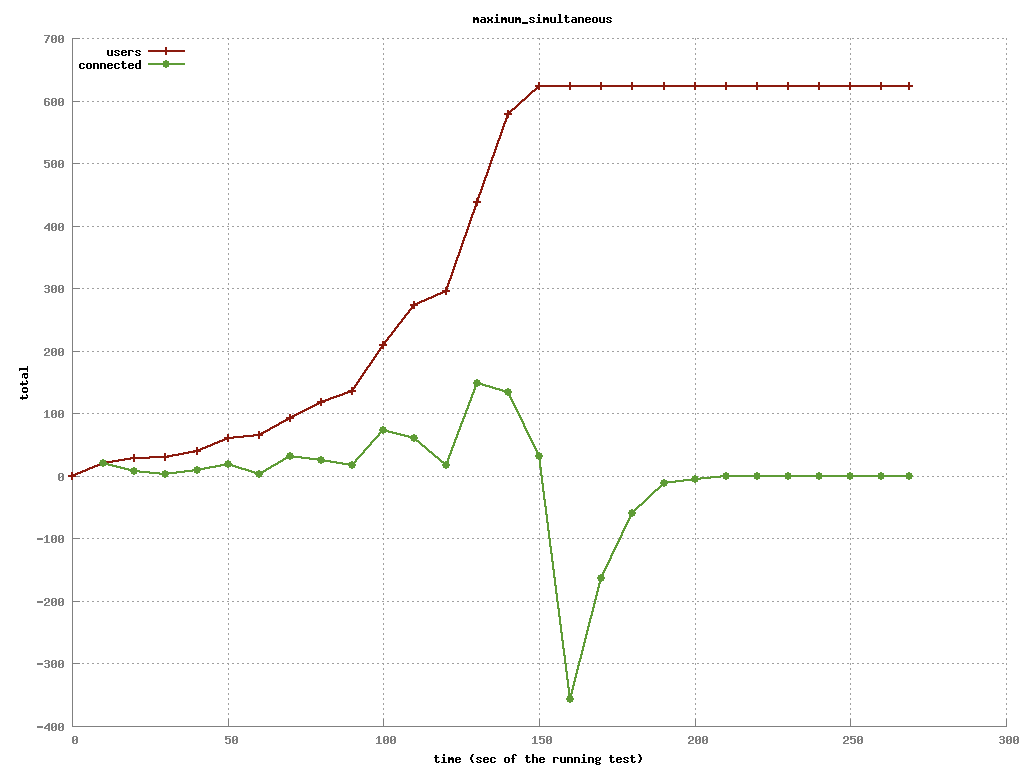 maximum_simultaneous
users
connected
700
600
500
400
300
200
100
0
-100
-200
-300
-400
total
0 50 100 150 200 250 300
time (sec of the running test)